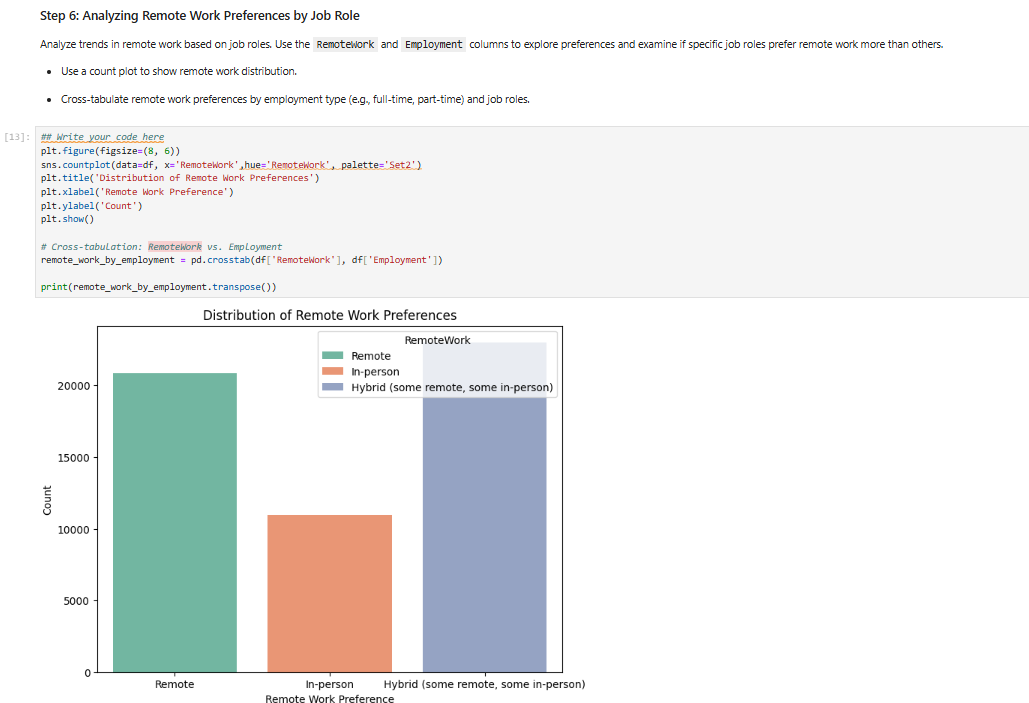 Step 6: Analyzing Remote Work Preferences by Job Role
Analyze trends in remote work based on job roles. Use the RemoteWork and Employment columns to explore preferences and examine if specific job roles prefer remote work more than others.
• Use a count plot to show remote work distribution.
• Cross-tabulate remote work preferences by employment type (e.g., full-time, part-time) and job roles.
[13]:
## Write your code here
plt.figure(figsize=(8, 6))
sns.countplot(data=df, x='RemoteWork',hue='RemoteWork', palette='Set2')
plt.title('Distribution of Remote Work Preferences')
plt.xlabel('Remote Work Preference')
plt.ylabel('Count')
plt.show()
# Cross-tabulation: RemoteWork vs. Employment
remote_work_by_employment = pd.crosstab(df['RemoteWork'], df['Employment'])
print(remote_work_by_employment.transpose())
Distribution of Remote Work Preferences
RemoteWork
Remote
In-person
Hybrid (some remote, some in-person)
20000
15000
10000
5000
0
Count
Remote
In-person
Hybrid (some remote, some in-person)
Remote Work Preference